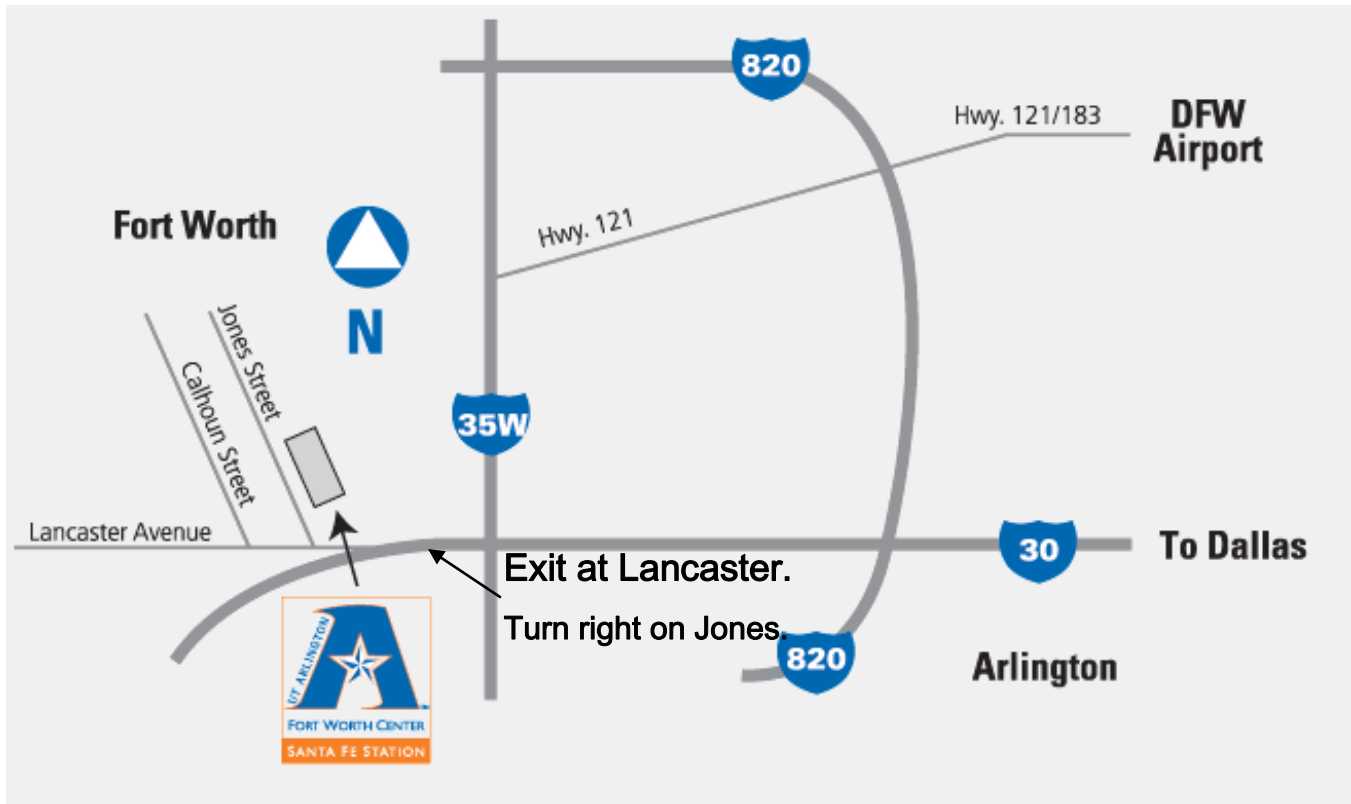 820
Hwy. 121/183
DFW
Airport
Fort Worth
Hwy. 121
N
Jones Street
Calhoun Street
35W
Lancaster Avenue
30
To Dallas
Exit at Lancaster.
Turn right on Jones.
820
Arlington
UT ARLINGTON
FORT WORTH CENTER
SANTA FE STATION